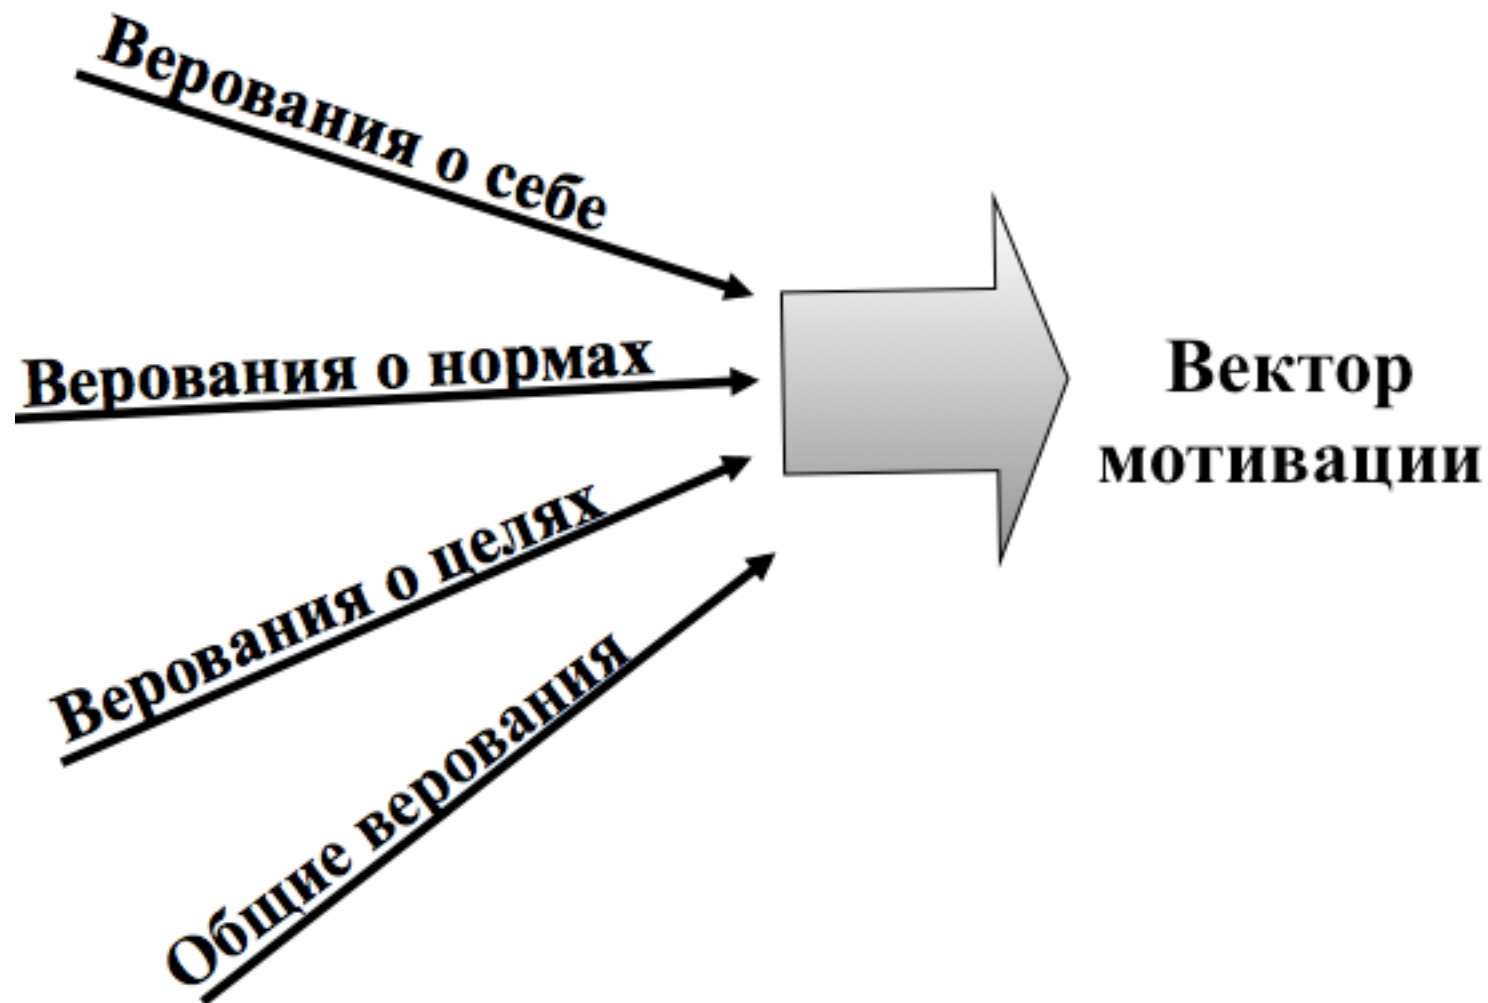 Верования о себе
Верования о нормах
Верования о целях
Общие верования
Вектор
мотивации